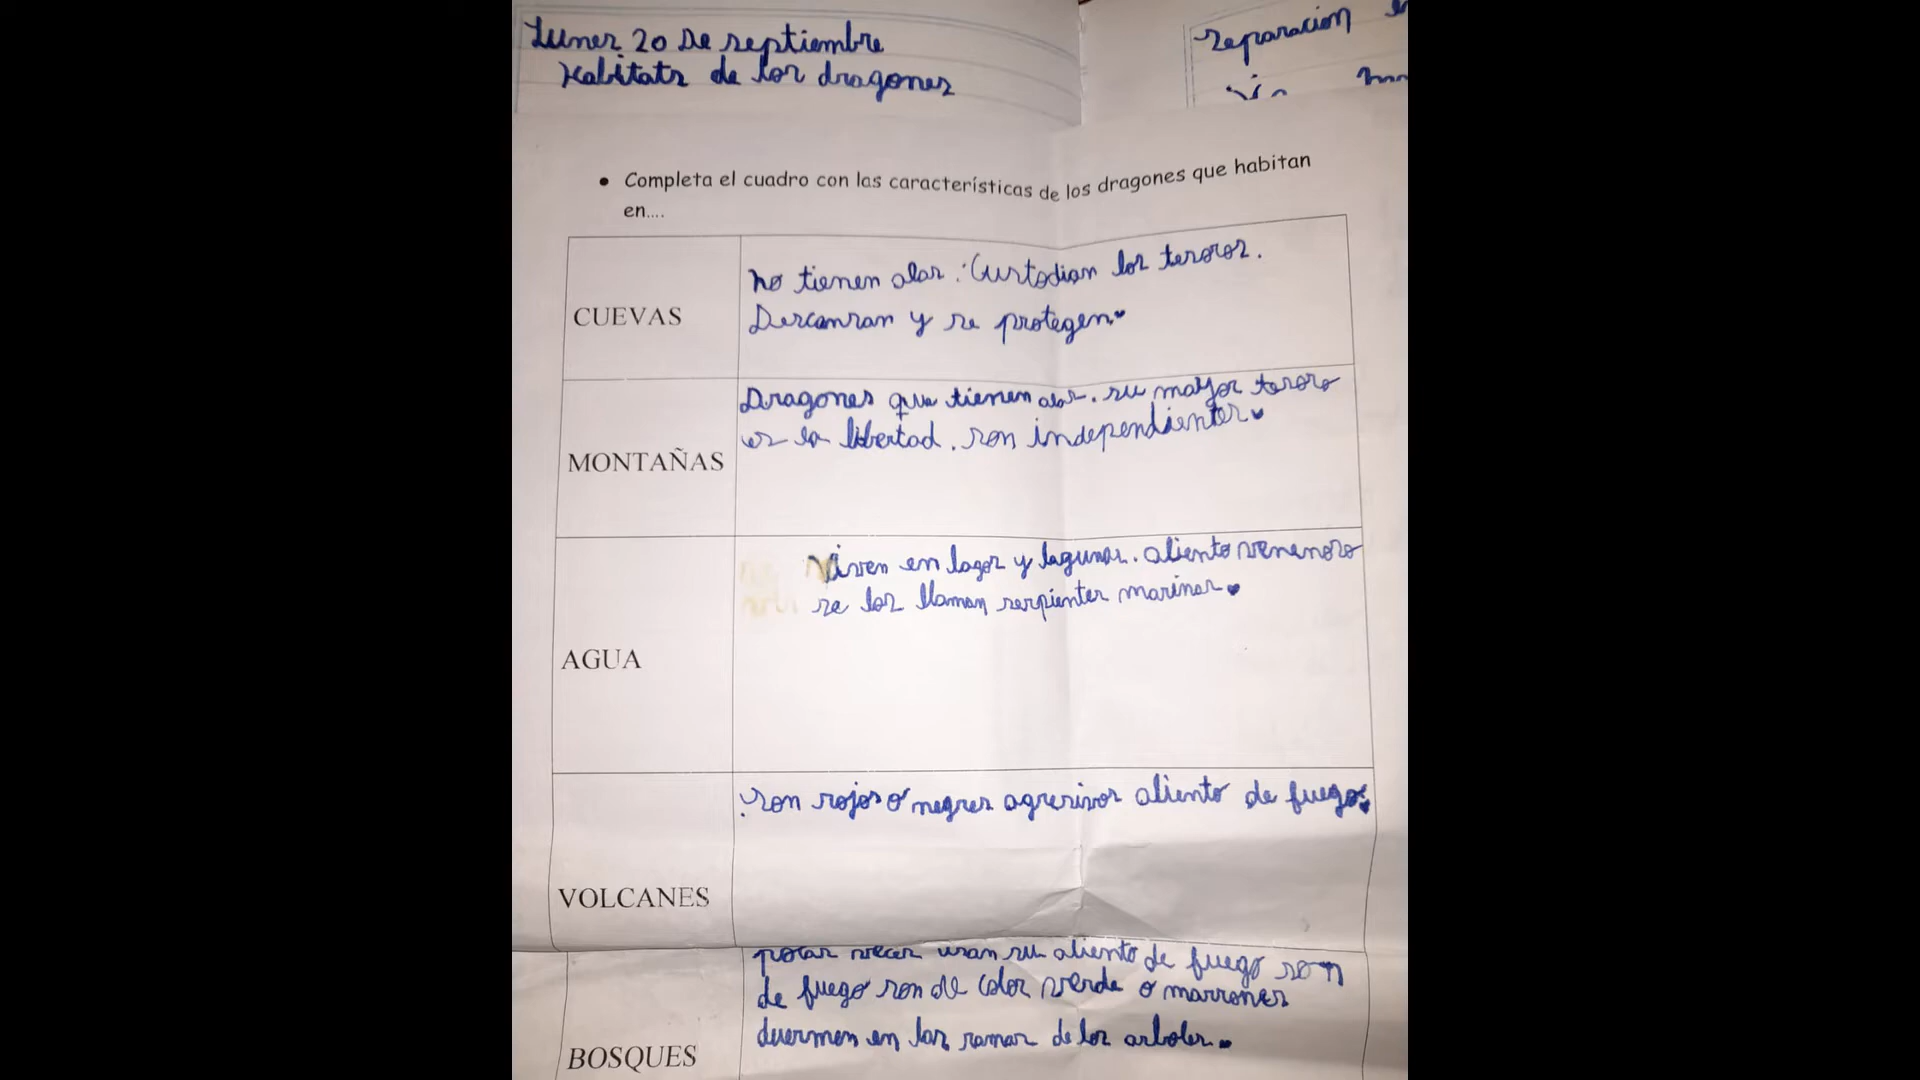 Lunes 20 De septiembre
Habitats de los dragones
reparacion
Completa el cuadro con las características de los dragones que habitan
en....
CUEVAS
no tienen alas. Custodian los tesoros.
Descansan y se protegen.
MONTAÑAS
Dragones que tienen alas. su mayor tesoro
es la libertad. son independientes
AGUA
Viven en lagos y lagunas. aliento venenoso
se los llaman serpientes marinas
VOLCANES
son rojos o negros agresivos aliento de fuego
BOSQUES
pocas veces usan su aliento de fuego son
de fuego son de color verde o marrones
duermen en las ramas de los arboles.